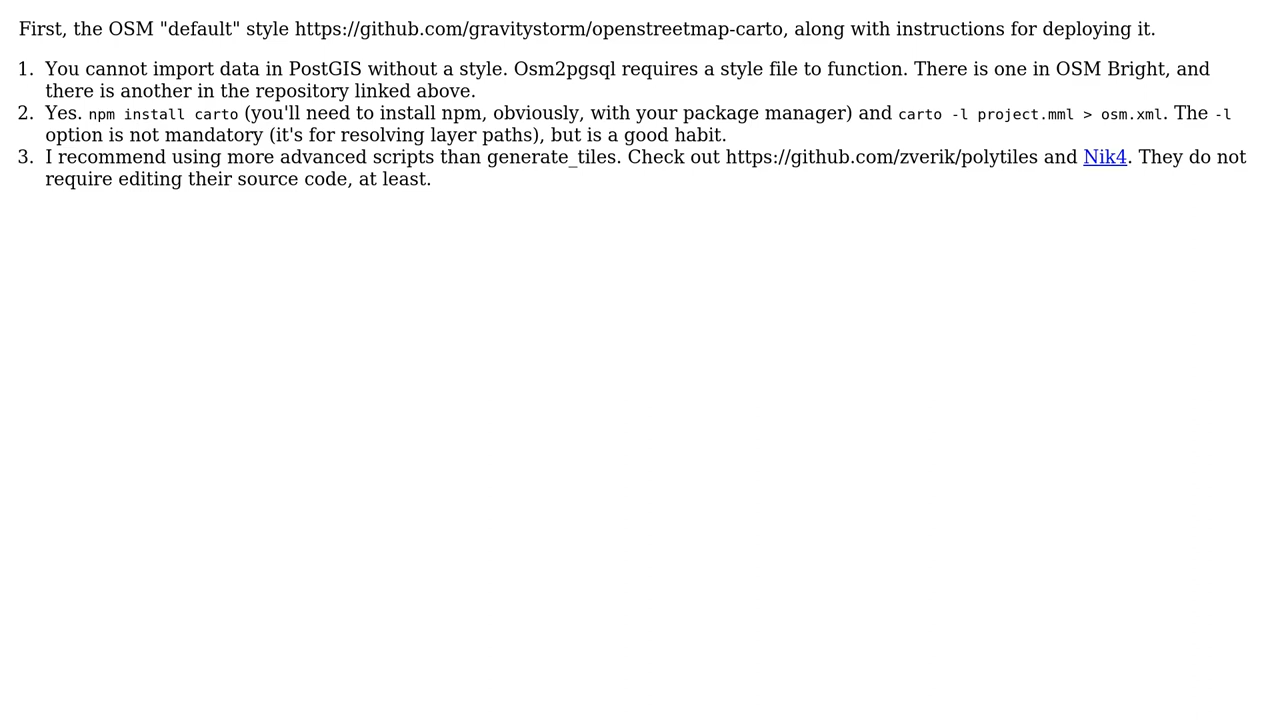 First, the OSM "default" style https://github.com/gravitystorm/openstreetmap-carto, along with instructions for deploying it.
1. You cannot import data in PostGIS without a style. Osm2pgsql requires a style file to function. There is one in OSM Bright, and
there is another in the repository linked above.
2. Yes. npm install carto (you'll need to install npm, obviously, with your package manager) and carto -l project.mml > osm.xml. The -l
option is not mandatory (it's for resolving layer paths), but is a good habit.
3. I recommend using more advanced scripts than generate_tiles. Check out https://github.com/zverik/polytiles and Nik4. They do not
require editing their source code, at least.